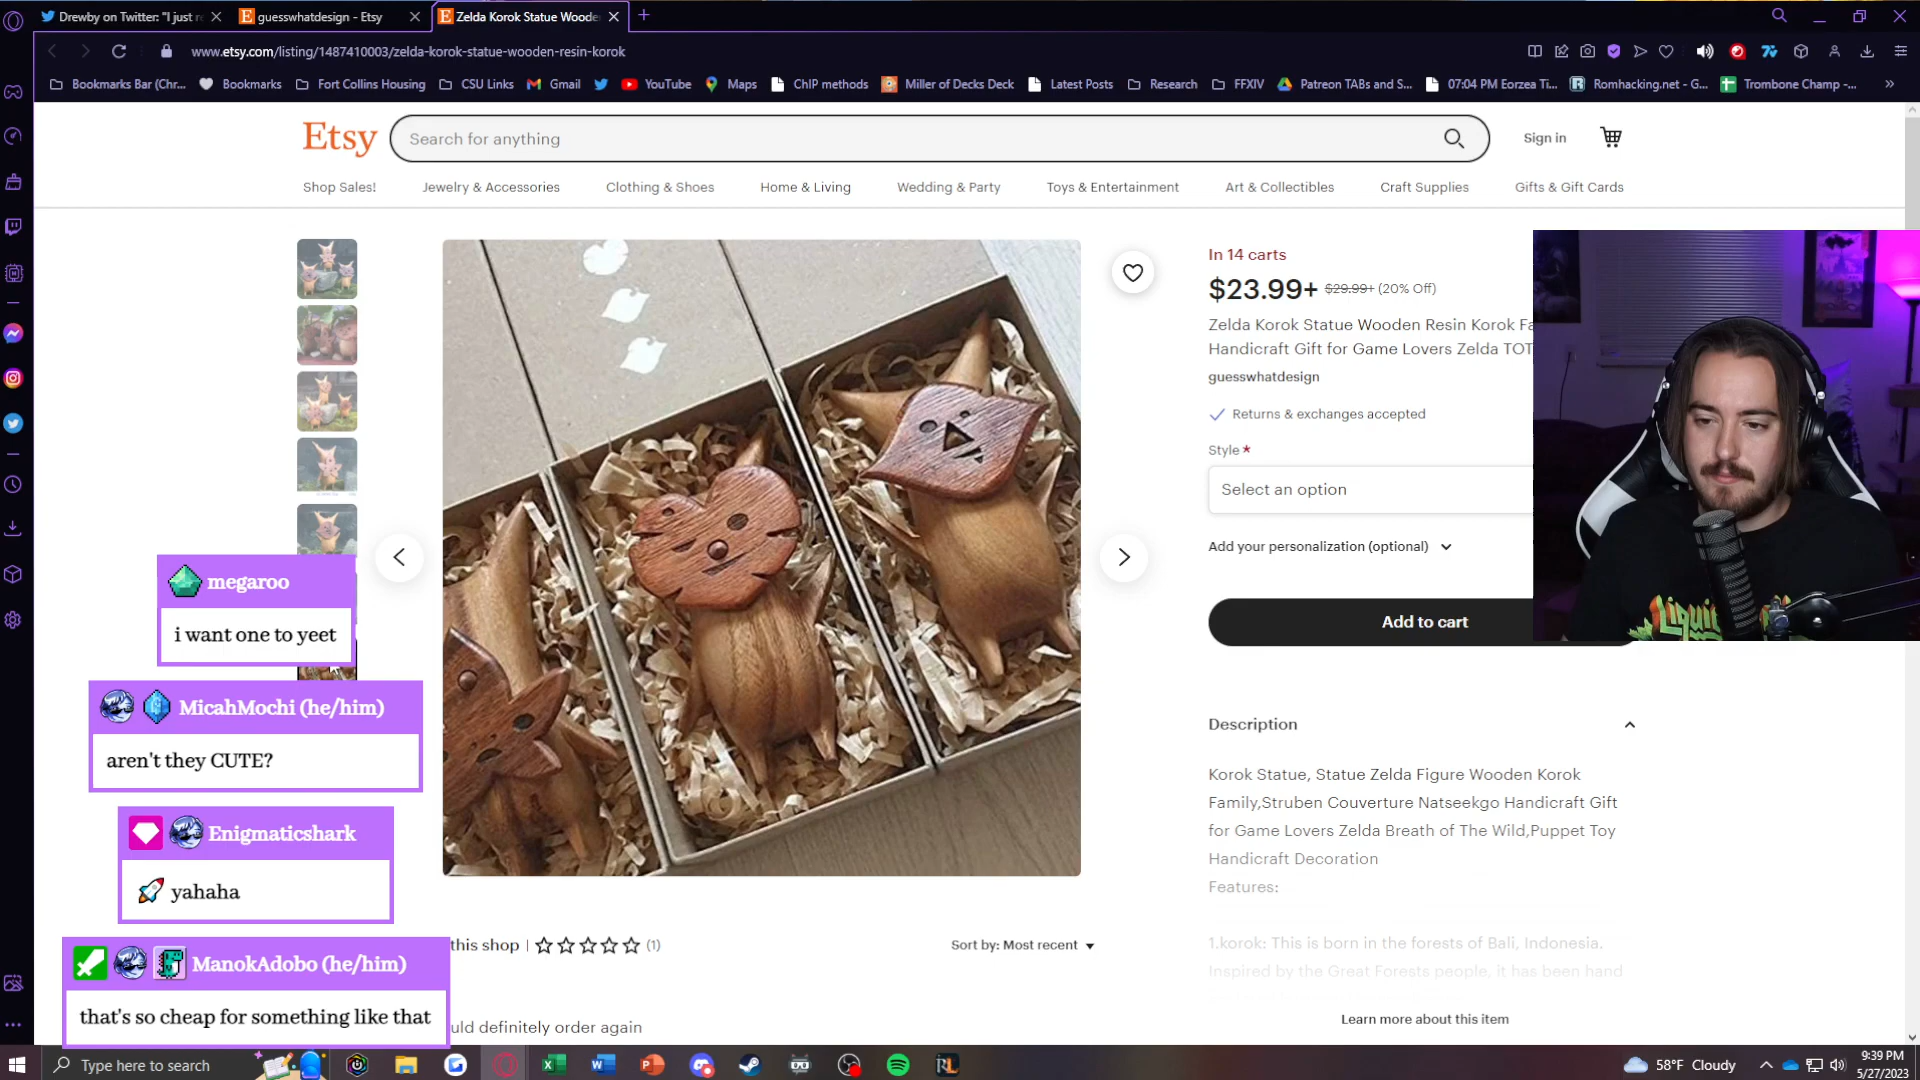 Drewby on Twitter: "I just r
guesswhatdesign - Etsy
Zelda Korok Statue Woode
www.etsy.com/listing/1487410003/zelda-korok-statue-wooden-resin-korok
Bookmarks Bar (Chr...
Bookmarks
Fort Collins Housing
CSU Links
Gmail
YouTube
Maps
ChIP methods
Miller of Decks Deck
Latest Posts
Research
FFXIV
Patreon TABs and S...
07:04 PM Eorzea Ti...
Romhacking.net - G...
Trombone Champ -...
Etsy
Search for anything
Sign in
Shop Sales!
Jewelry & Accessories
Clothing & Shoes
Home & Living
Wedding & Party
Toys & Entertainment
Art & Collectibles
Craft Supplies
Gifts & Gift Cards
In 14 carts
$23.99+ $29.99+ (20% Off)
Zelda Korok Statue Wooden Resin Korok Fa
Handicraft Gift for Game Lovers Zelda TOT
guesswhatdesign
Returns & exchanges accepted
Style *
Select an option
Add your personalization (optional)
Add to cart
Description
Korok Statue, Statue Zelda Figure Wooden Korok
Family,Struben Couverture Natseekgo Handicraft Gift
for Game Lovers Zelda Breath of The Wild,Puppet Toy
Handicraft Decoration
Features:
1.korok: This is born in the forests of Bali, Indonesia.
Inspired by the Great Forests people, it has been hand
Learn more about this item
megaroo
i want one to yeet
MicahMochi (he/him)
aren't they CUTE?
Enigmaticshark
yahaha
ManokAdobo (he/him)
that's so cheap for something like that
this shop
(1)
Sort by: Most recent
uld definitely order again
Type here to search
58°F Cloudy
9:39 PM
5/27/2023